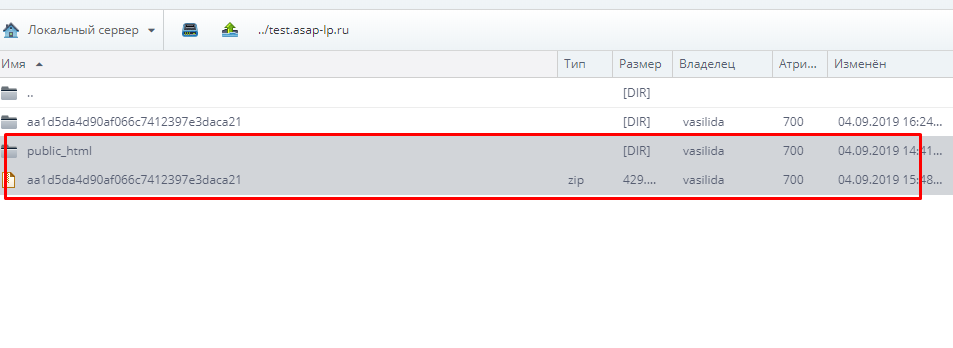 Локальный сервер ../test.asap-lp.ru
Имя Тип Размер Владелец Атри... Изменён
.. [DIR]
aa1d5da4d90af066c7412397e3daca21 [DIR] vasilida 700 04.09.2019 16:24...
public_html [DIR] vasilida 700 04.09.2019 14:41...
aa1d5da4d90af066c7412397e3daca21 zip 429.... vasilida 700 04.09.2019 15:48...